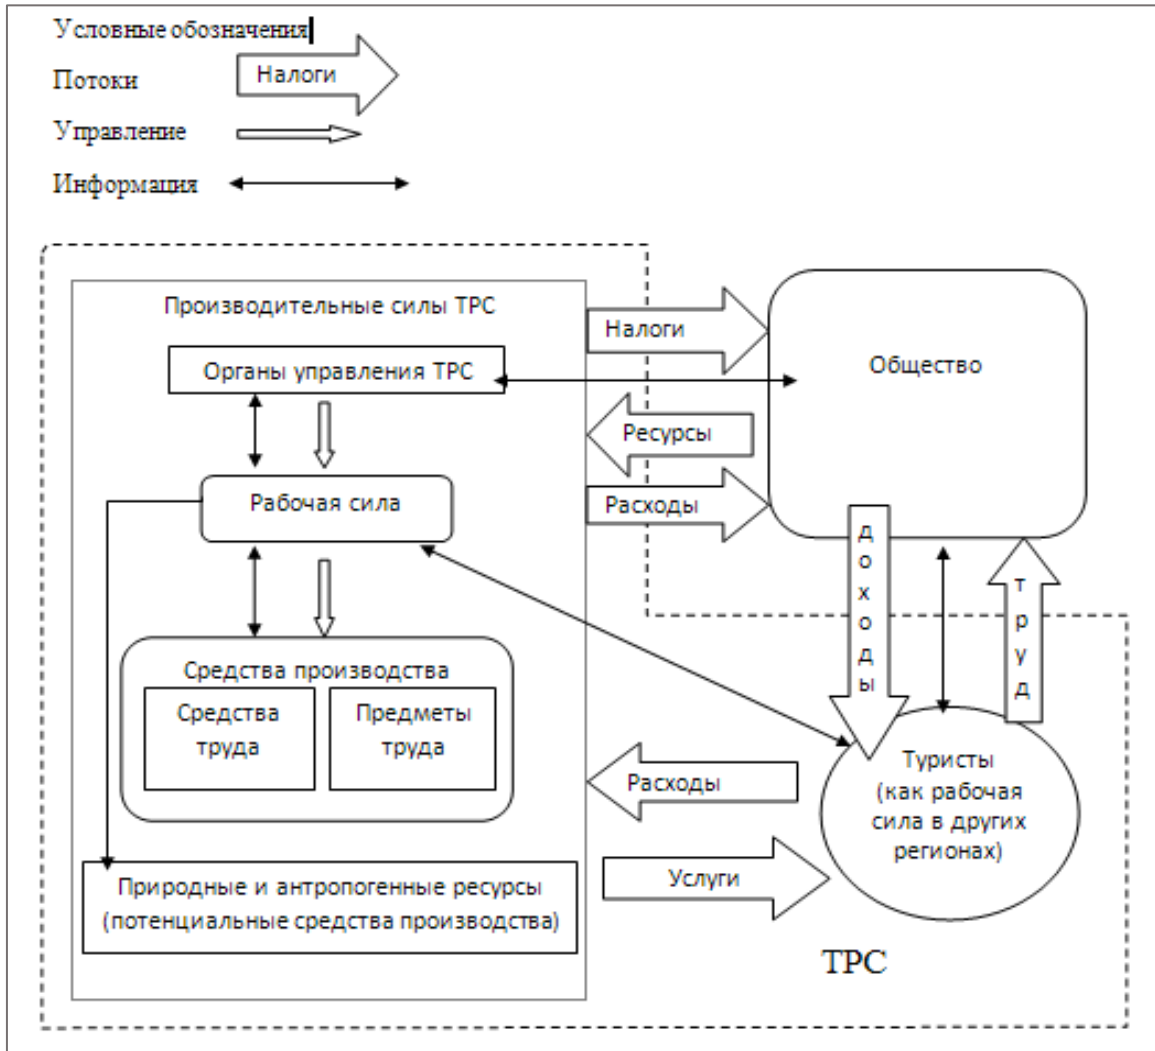 Условные обозначения
Потоки
Налоги
Управление
Информация
Производительные силы ТРС
Органы управления ТРС
Рабочая сила
Средства производства
Средства
труда
Предметы
труда
Природные и антропогенные ресурсы
(потенциальные средства производства)
Налоги
Ресурсы
Расходы
Общество
доходы
труд
Расходы
Услуги
Туристы
(как рабочая
сила в других
регионах)
ТРС